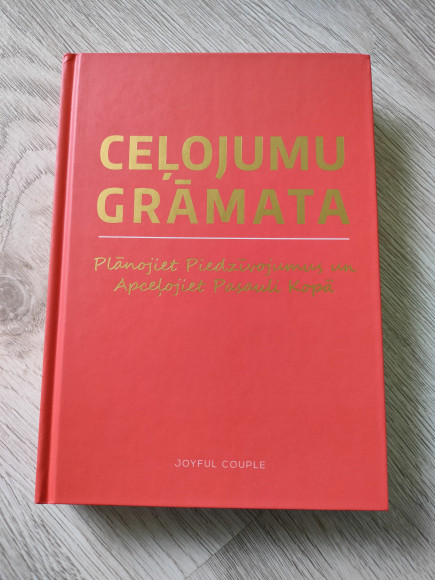 CEĻOJUMU
GRĀMATA
Plānojiet Piedzīvojumus un
Apceļojiet Pasauli Kopā
JOYFUL COUPLE